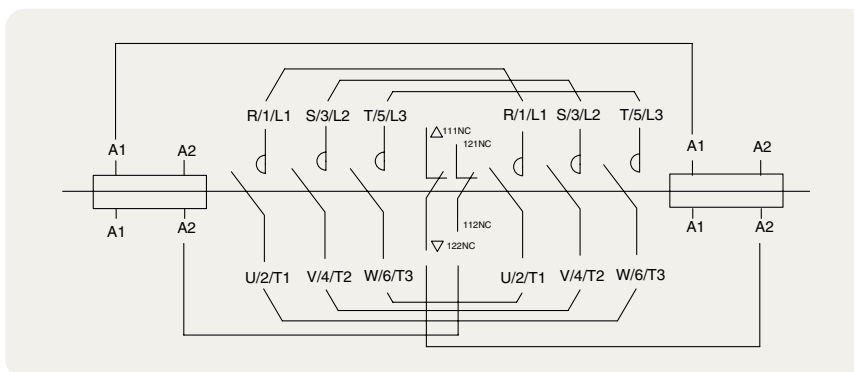 R/1/L1 S/3/L2 T/5/L3 R/1/L1 S/3/L2 T/5/L3
△111NC
121NC
A1 A2 A1 A2
A1 A2 A1 A2
112NC
▽122NC
U/2/T1 V/4/T2 W/6/T3 U/2/T1 V/4/T2 W/6/T3